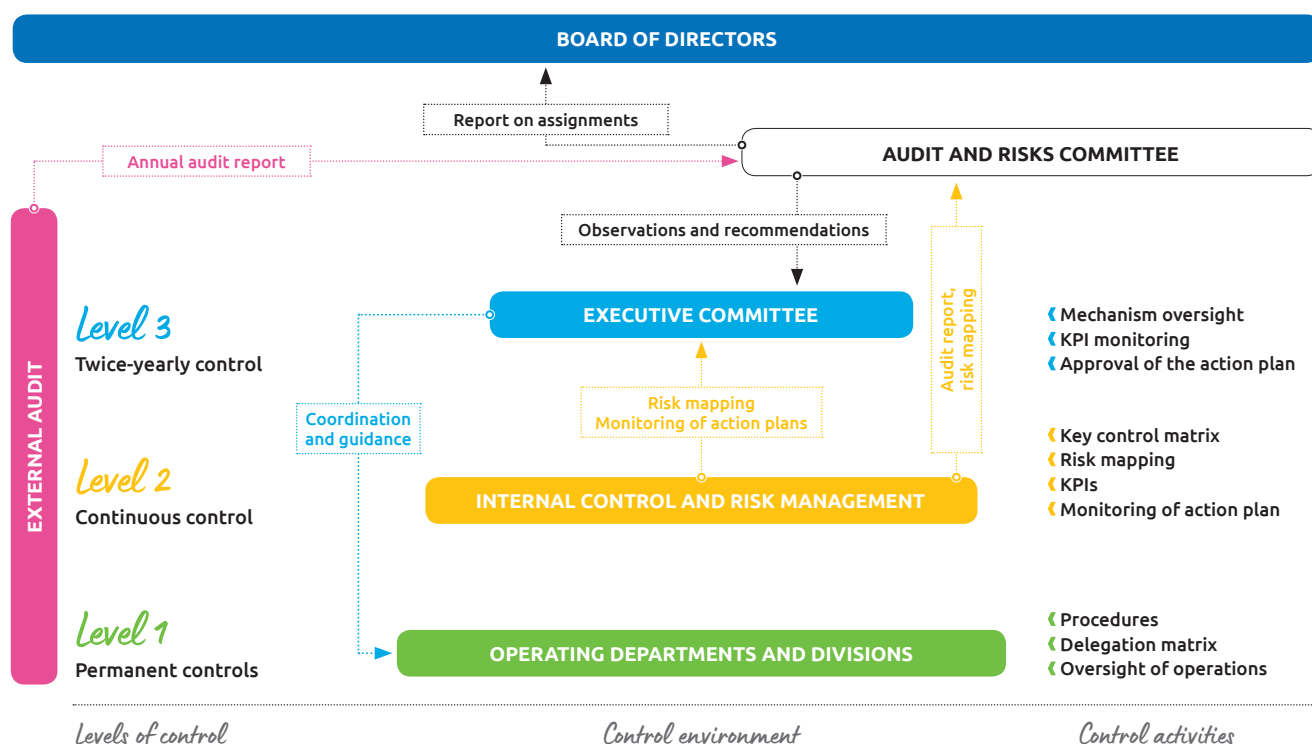 BOARD OF DIRECTORS
Report on assignments
Annual audit report
AUDIT AND RISKS COMMITTEE
Observations and recommendations
EXTERNAL AUDIT
Level 3
Twice-yearly control
EXECUTIVE COMMITTEE
Audit report,
risk mapping
Mechanism oversight
KPI monitoring
Approval of the action plan
Coordination
and guidance
Risk mapping
Monitoring of action plans
Level 2
Continuous control
INTERNAL CONTROL AND RISK MANAGEMENT
Key control matrix
Risk mapping
KPIs
Monitoring of action plan
Level 1
Permanent controls
OPERATING DEPARTMENTS AND DIVISIONS
Procedures
Delegation matrix
Oversight of operations
Levels of control
Control environment
Control activities